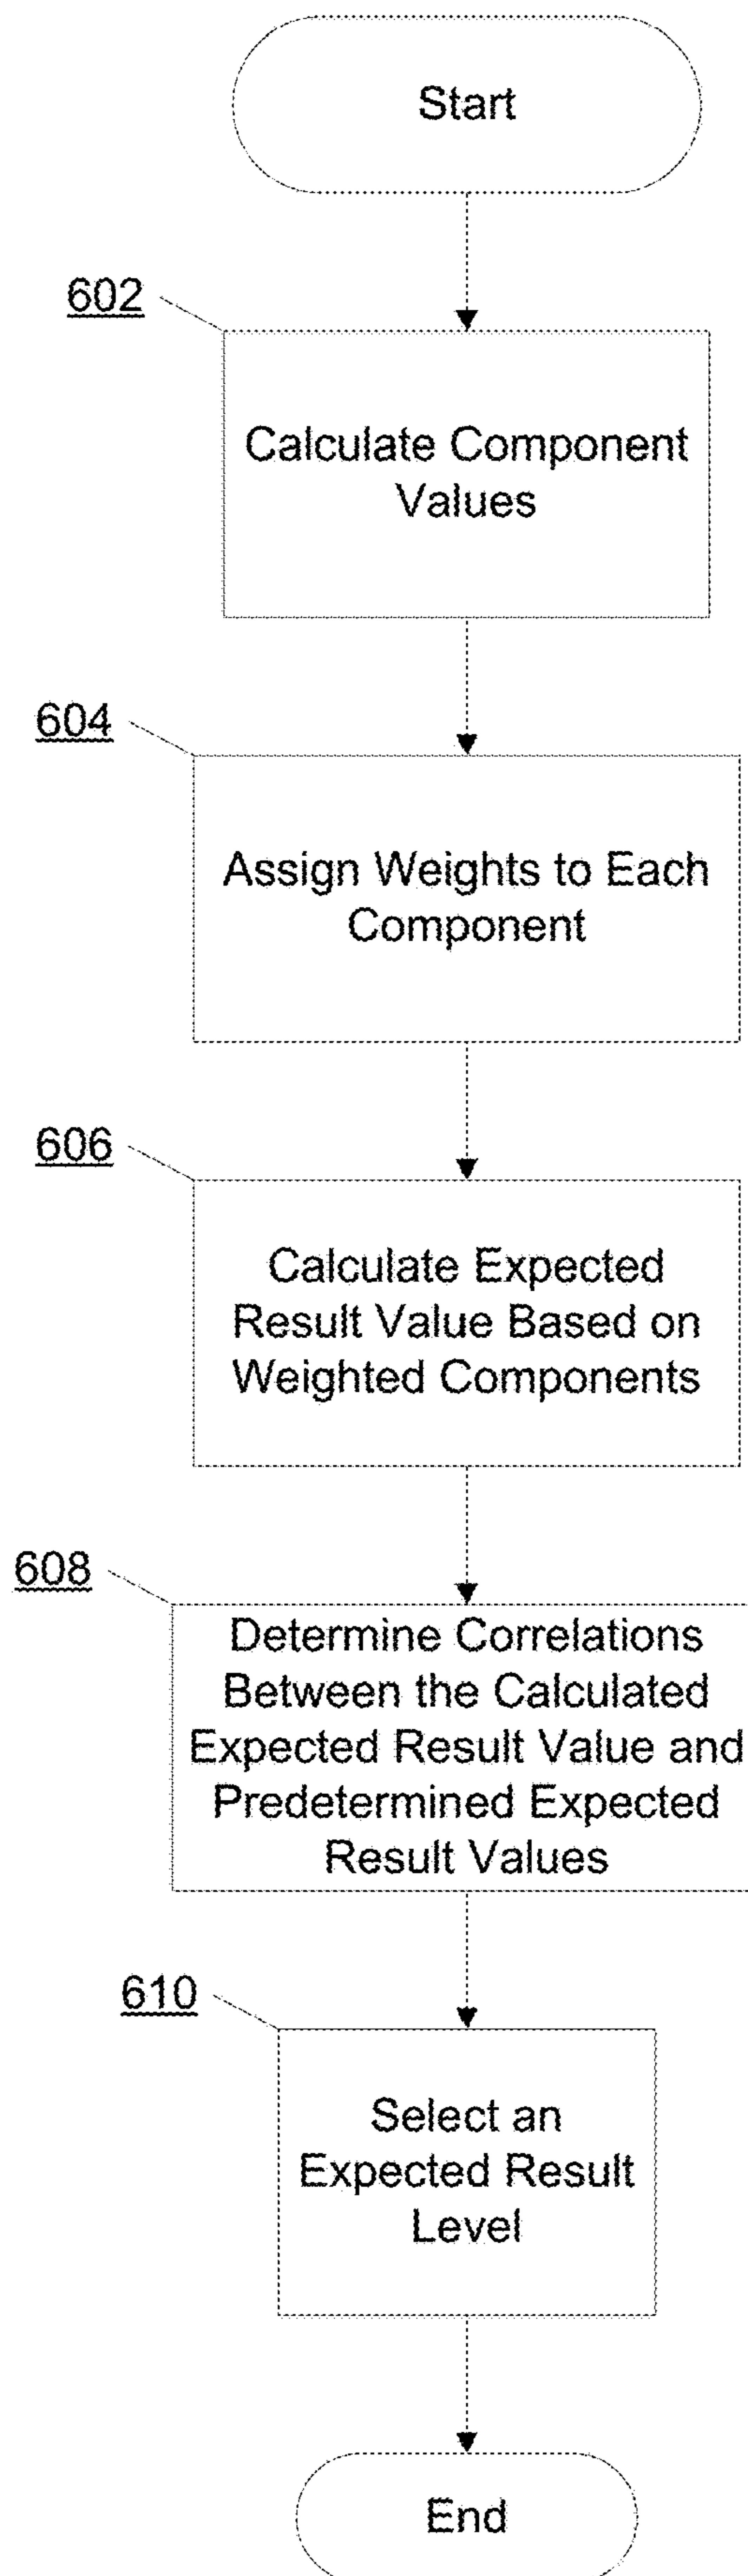 Start
602
Calculate Component
Values
604
Assign Weights to Each
Component
606
Calculate Expected
Result Value Based on
Weighted Components
608
Determine Correlations
Between the Calculated
Expected Result Value and
Predetermined Expected
Result Values
610
Select an
Expected Result
Level
End